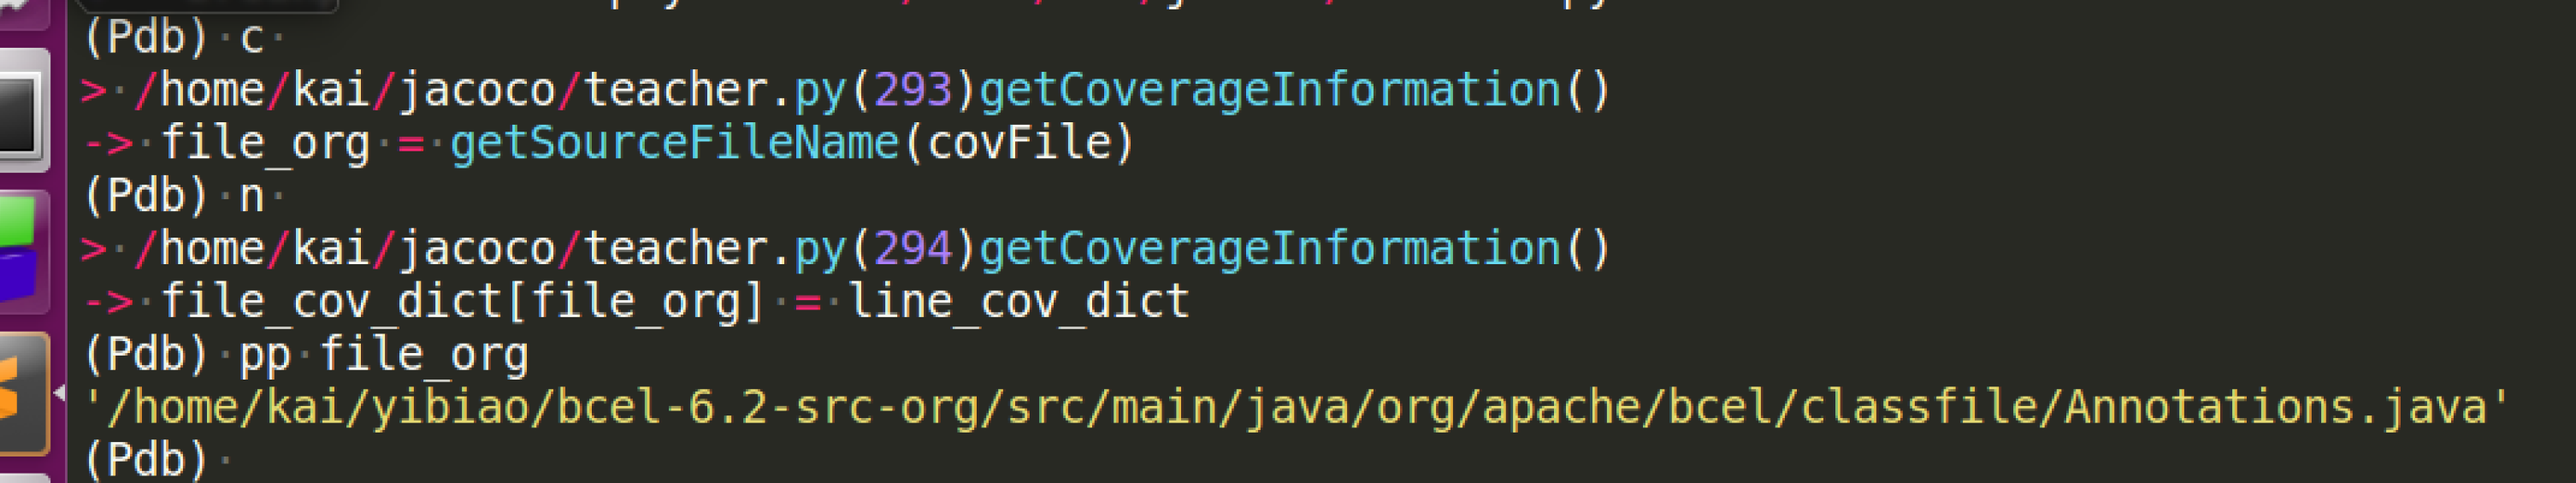 (Pdb) c
> /home/kai/jacoco/teacher.py(293)getCoverageInformation()
-> file_org = getSourceFileName(covFile)
(Pdb) n
> /home/kai/jacoco/teacher.py(294)getCoverageInformation()
-> file_cov_dict[file_org] = line_cov_dict
(Pdb) pp file_org
'/home/kai/yibiao/bcel-6.2-src-org/src/main/java/org/apache/bcel/classfile/Annotations.java'
(Pdb)